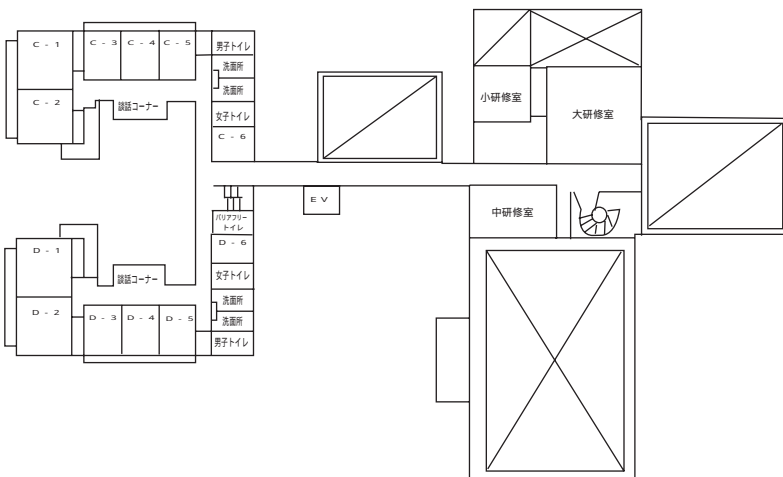 C - 1
C - 3
C - 4
C - 5
男子トイレ
洗面所
洗面所
C - 2
談話コーナー
女子トイレ
C - 6
小研修室
大研修室
EV
中研修室
バリアフリー
トイレ
D - 6
D - 1
談話コーナー
女子トイレ
洗面所
D - 2
D - 3
D - 4
D - 5
洗面所
男子トイレ